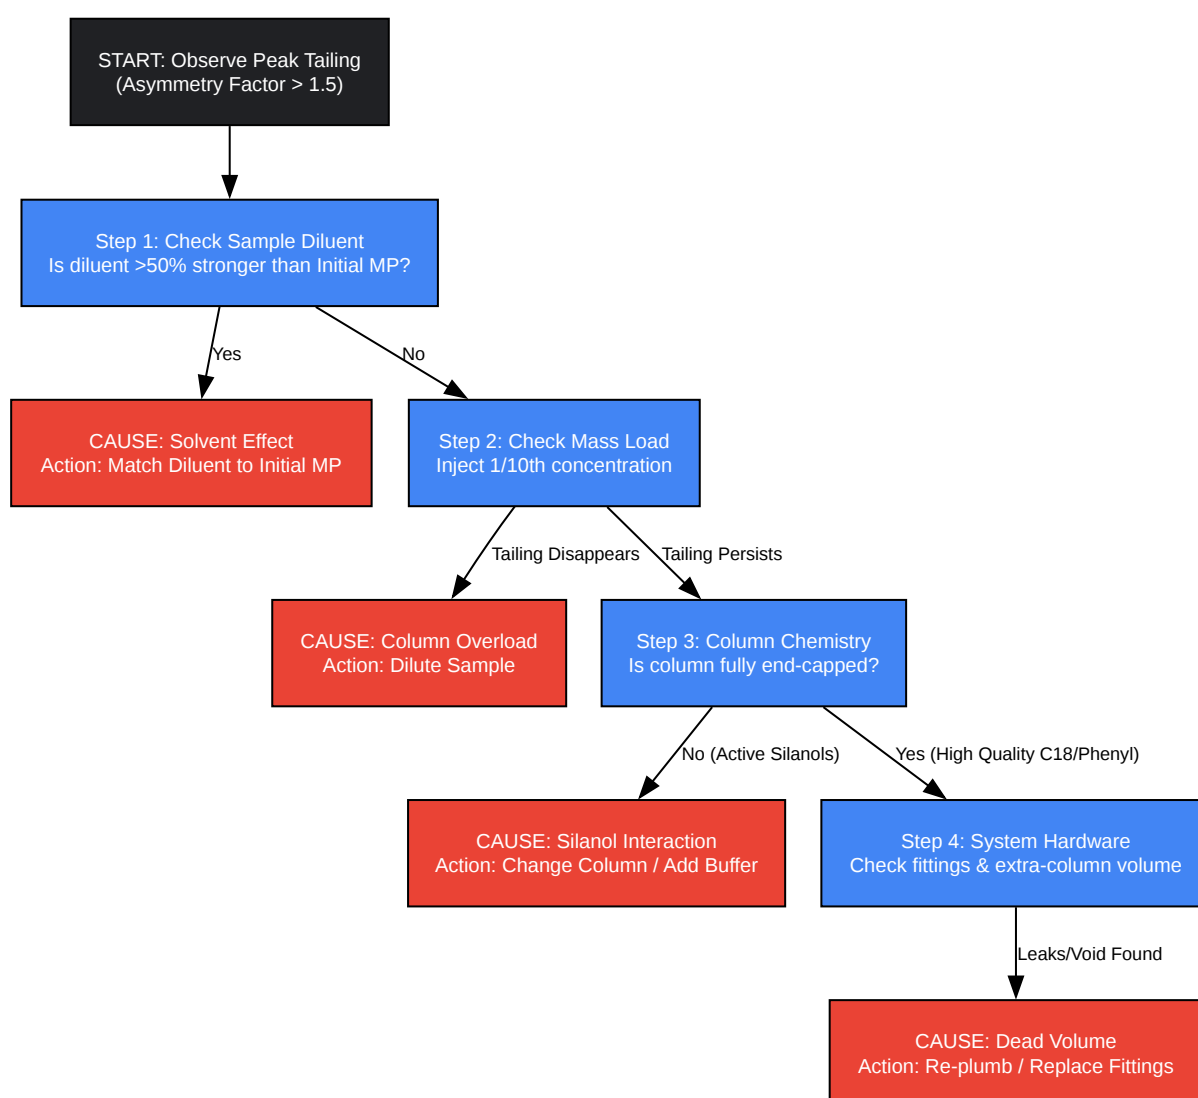 START: Observe Peak Tailing
(Asymmetry Factor > 1.5)
Step 1: Check Sample Diluent
Is diluent >50% stronger than Initial MP?
Yes
No
CAUSE: Solvent Effect
Action: Match Diluent to Initial MP
Step 2: Check Mass Load
Inject 1/10th concentration
Tailing Disappears
Tailing Persists
CAUSE: Column Overload
Action: Dilute Sample
Step 3: Column Chemistry
Is column fully end-capped?
No (Active Silanols)
Yes (High Quality C18/Phenyl)
CAUSE: Silanol Interaction
Action: Change Column / Add Buffer
Step 4: System Hardware
Check fittings & extra-column volume
Leaks/Void Found
CAUSE: Dead Volume
Action: Re-plumb / Replace Fittings